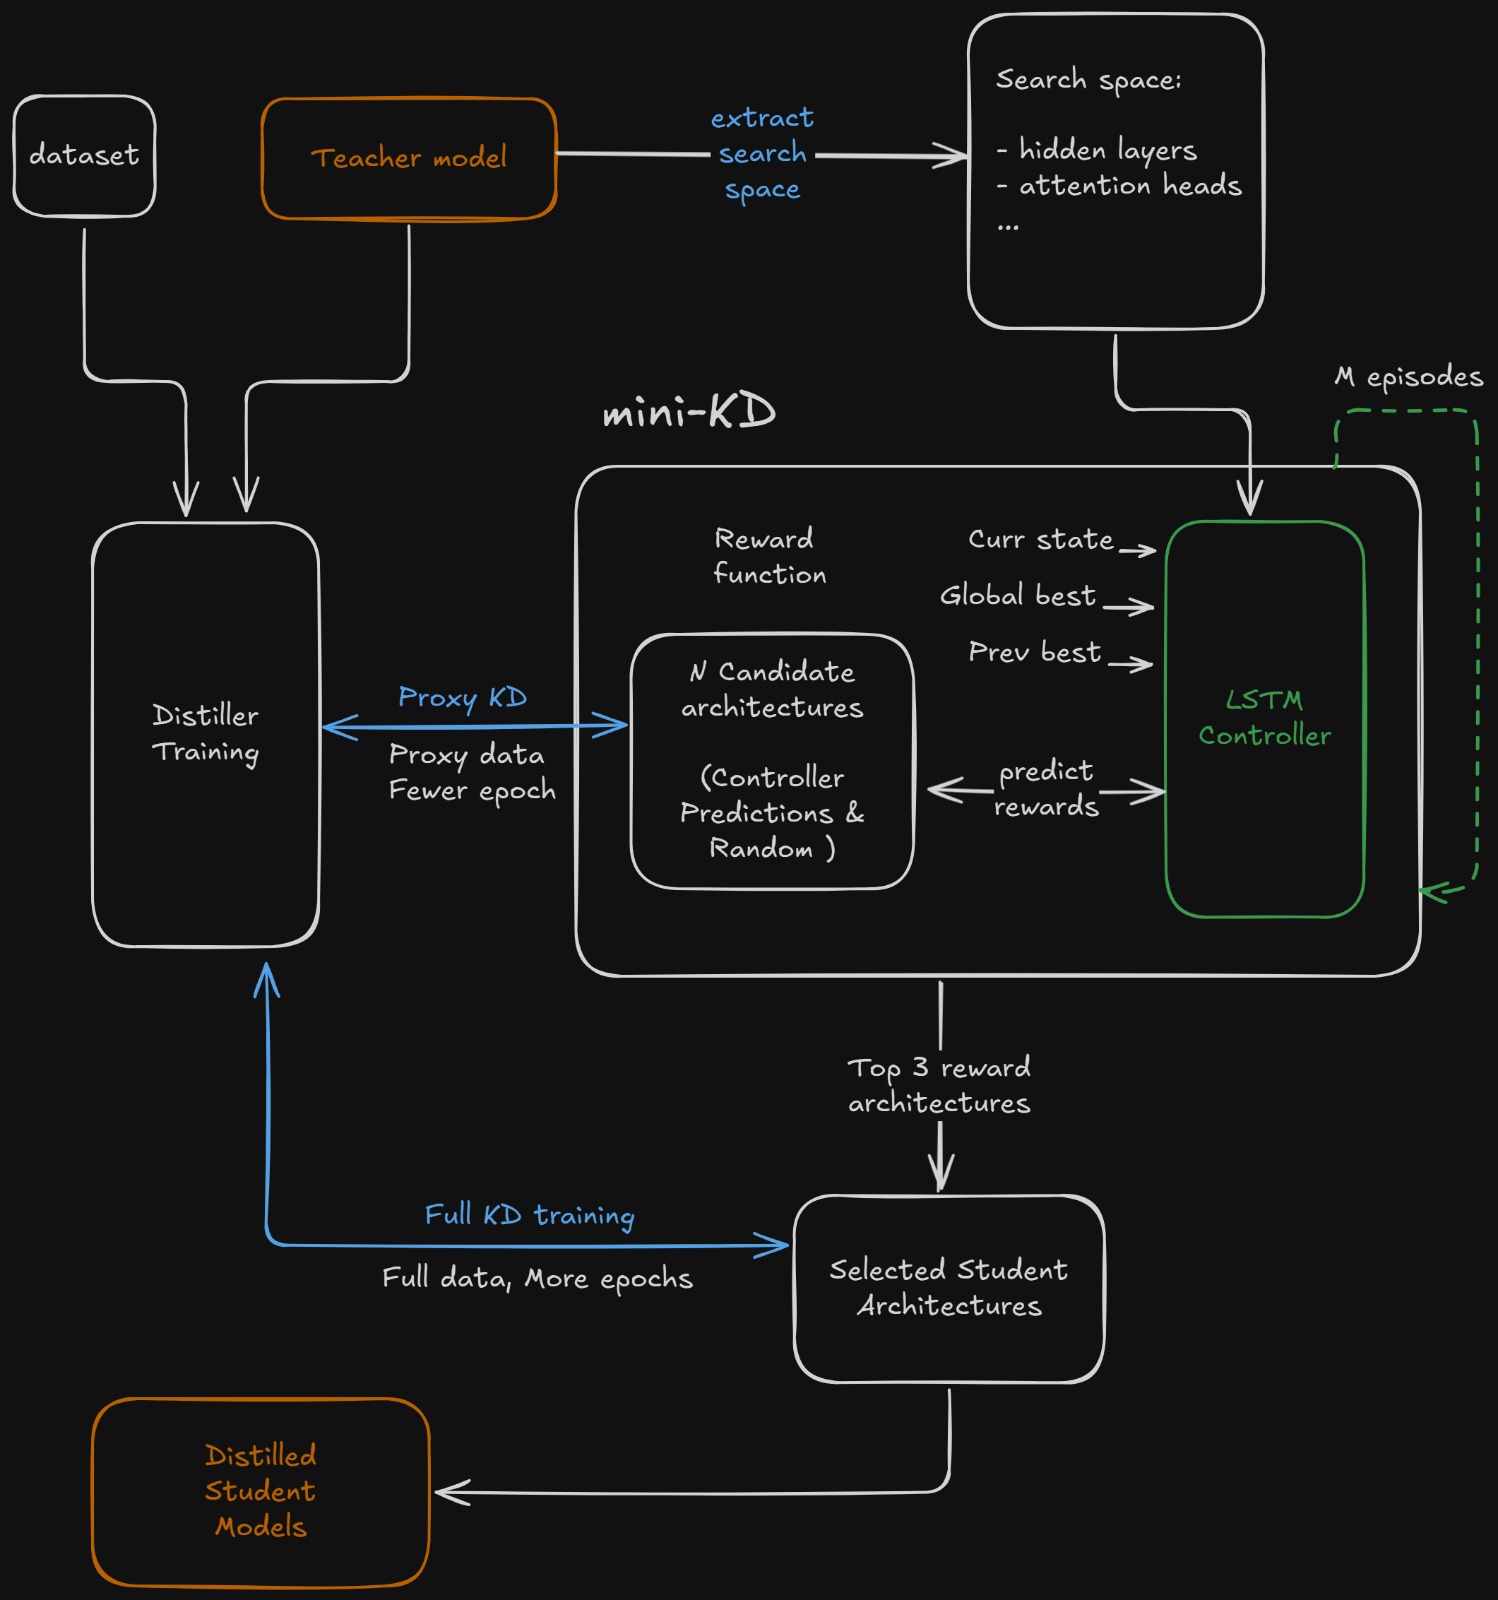 dataset
Teacher model
extract
search
space
Search space:
- hidden layers
- attention heads
...
M episodes
mini-KD
Reward
function
Curr state
Global best
Prev best
N Candidate
architectures
(Controller
Predictions &
Random )
predict
rewards
LSTM
Controller
Distiller
Training
Proxy KD
Proxy data
Fewer epoch
Top 3 reward
architectures
Full KD training
Full data, More epochs
Selected Student
Architectures
Distilled
Student
Models